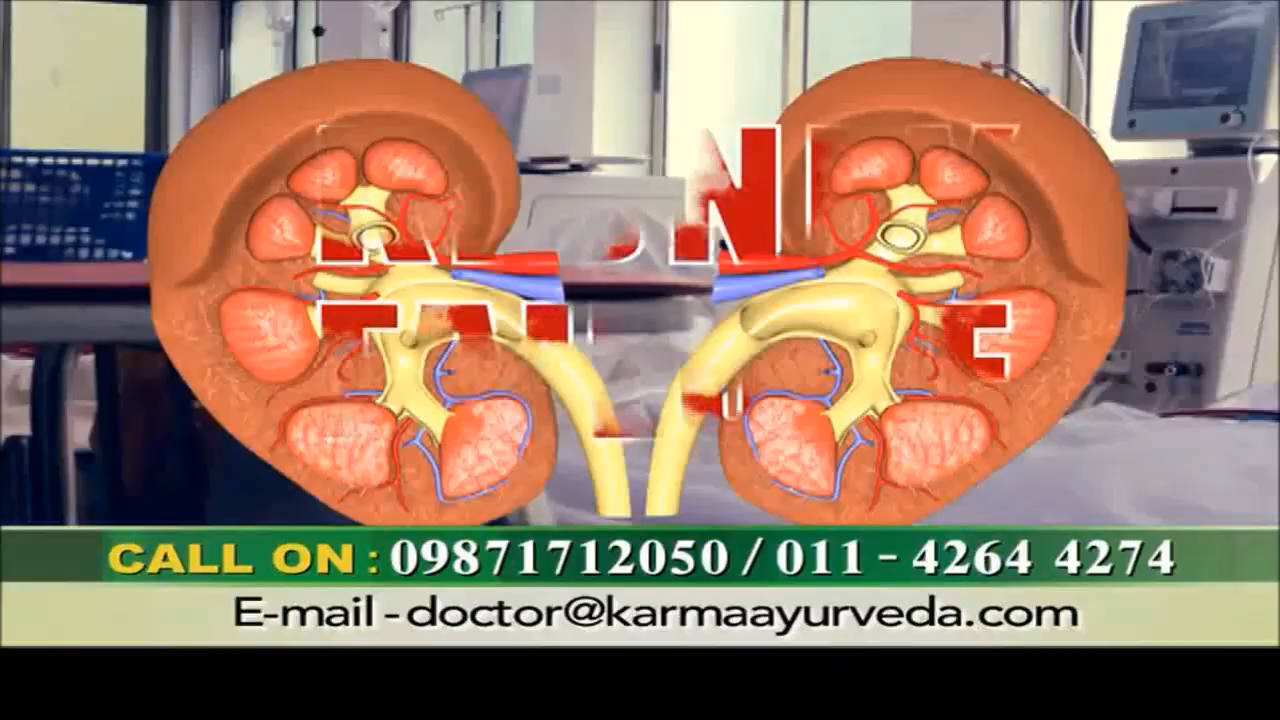 CALL ON : 09871712050 / 011 - 4264 4274
E-mail - doctor@karmaayurveda.com